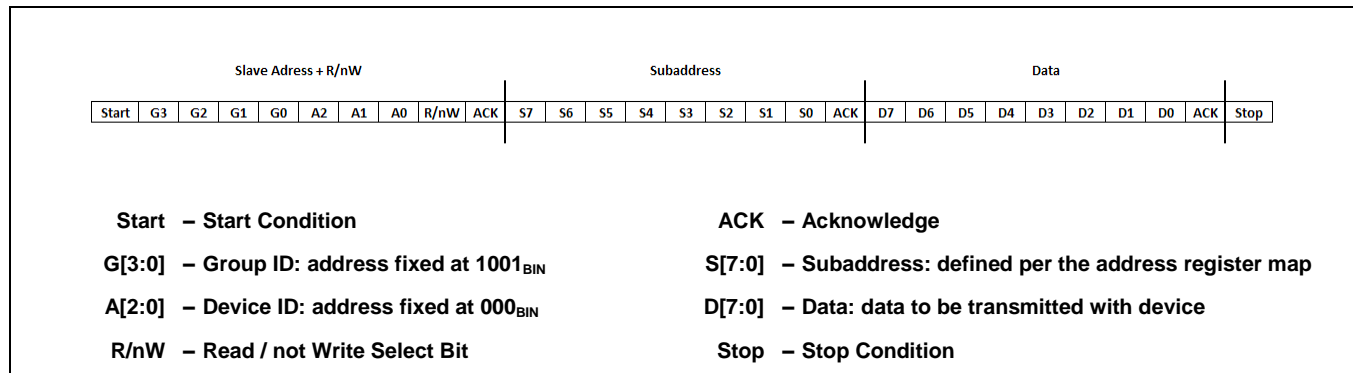 Slave Adress + R/nW Subaddress Data
Start G3 G2 G1 G0 A2 A1 A0 R/nW ACK S7 S6 S5 S4 S3 S2 S1 S0 ACK D7 D6 D5 D4 D3 D2 D1 D0 ACK Stop
Start – Start Condition ACK – Acknowledge
G[3:0] – Group ID: address fixed at 1001BIN S[7:0] – Subaddress: defined per the address register map
A[2:0] – Device ID: address fixed at 000BIN D[7:0] – Data: data to be transmitted with device
R/nW – Read / not Write Select Bit Stop – Stop Condition